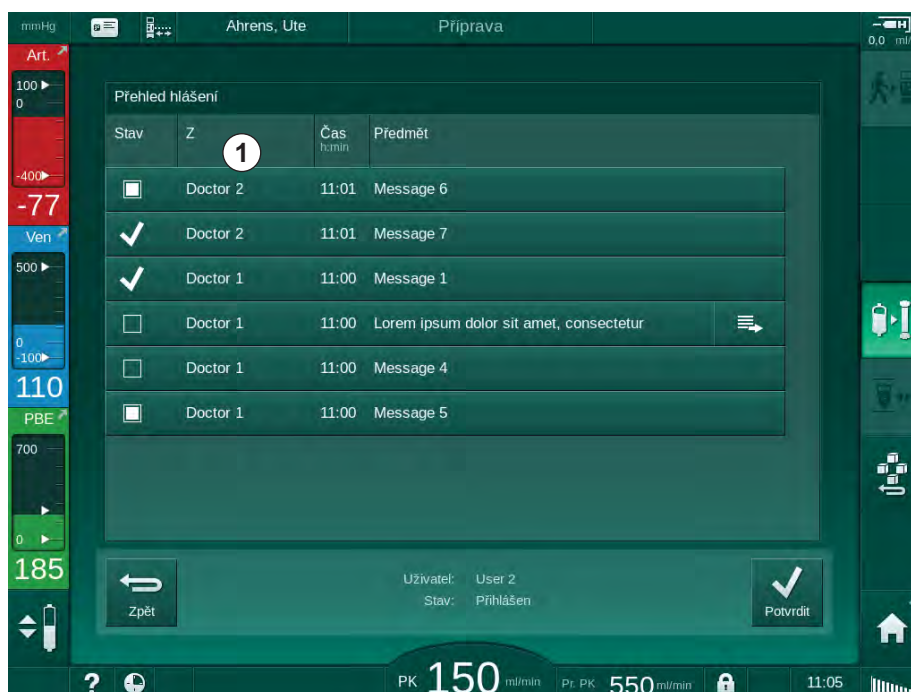 mmHg
Ahrens, Ute
Příprava
0,0 ml/
Art.
100
0
-400
-77
Ven
500
0
-100
110
PBE
700
0
185
Přehled hlášení
Stav Z Čas h:min Předmět
1
Doctor 2 11:01 Message 6
Doctor 2 11:01 Message 7
Doctor 1 11:00 Message 1
Doctor 1 11:00 Lorem ipsum dolor sit amet, consectetur
Doctor 1 11:00 Message 4
Doctor 1 11:00 Message 5
Zpět
Uživatel: User 2
Stav: Přihlášen
Potvrdit
? PK 150 ml/min Pr. PK 550 ml/min 11:05